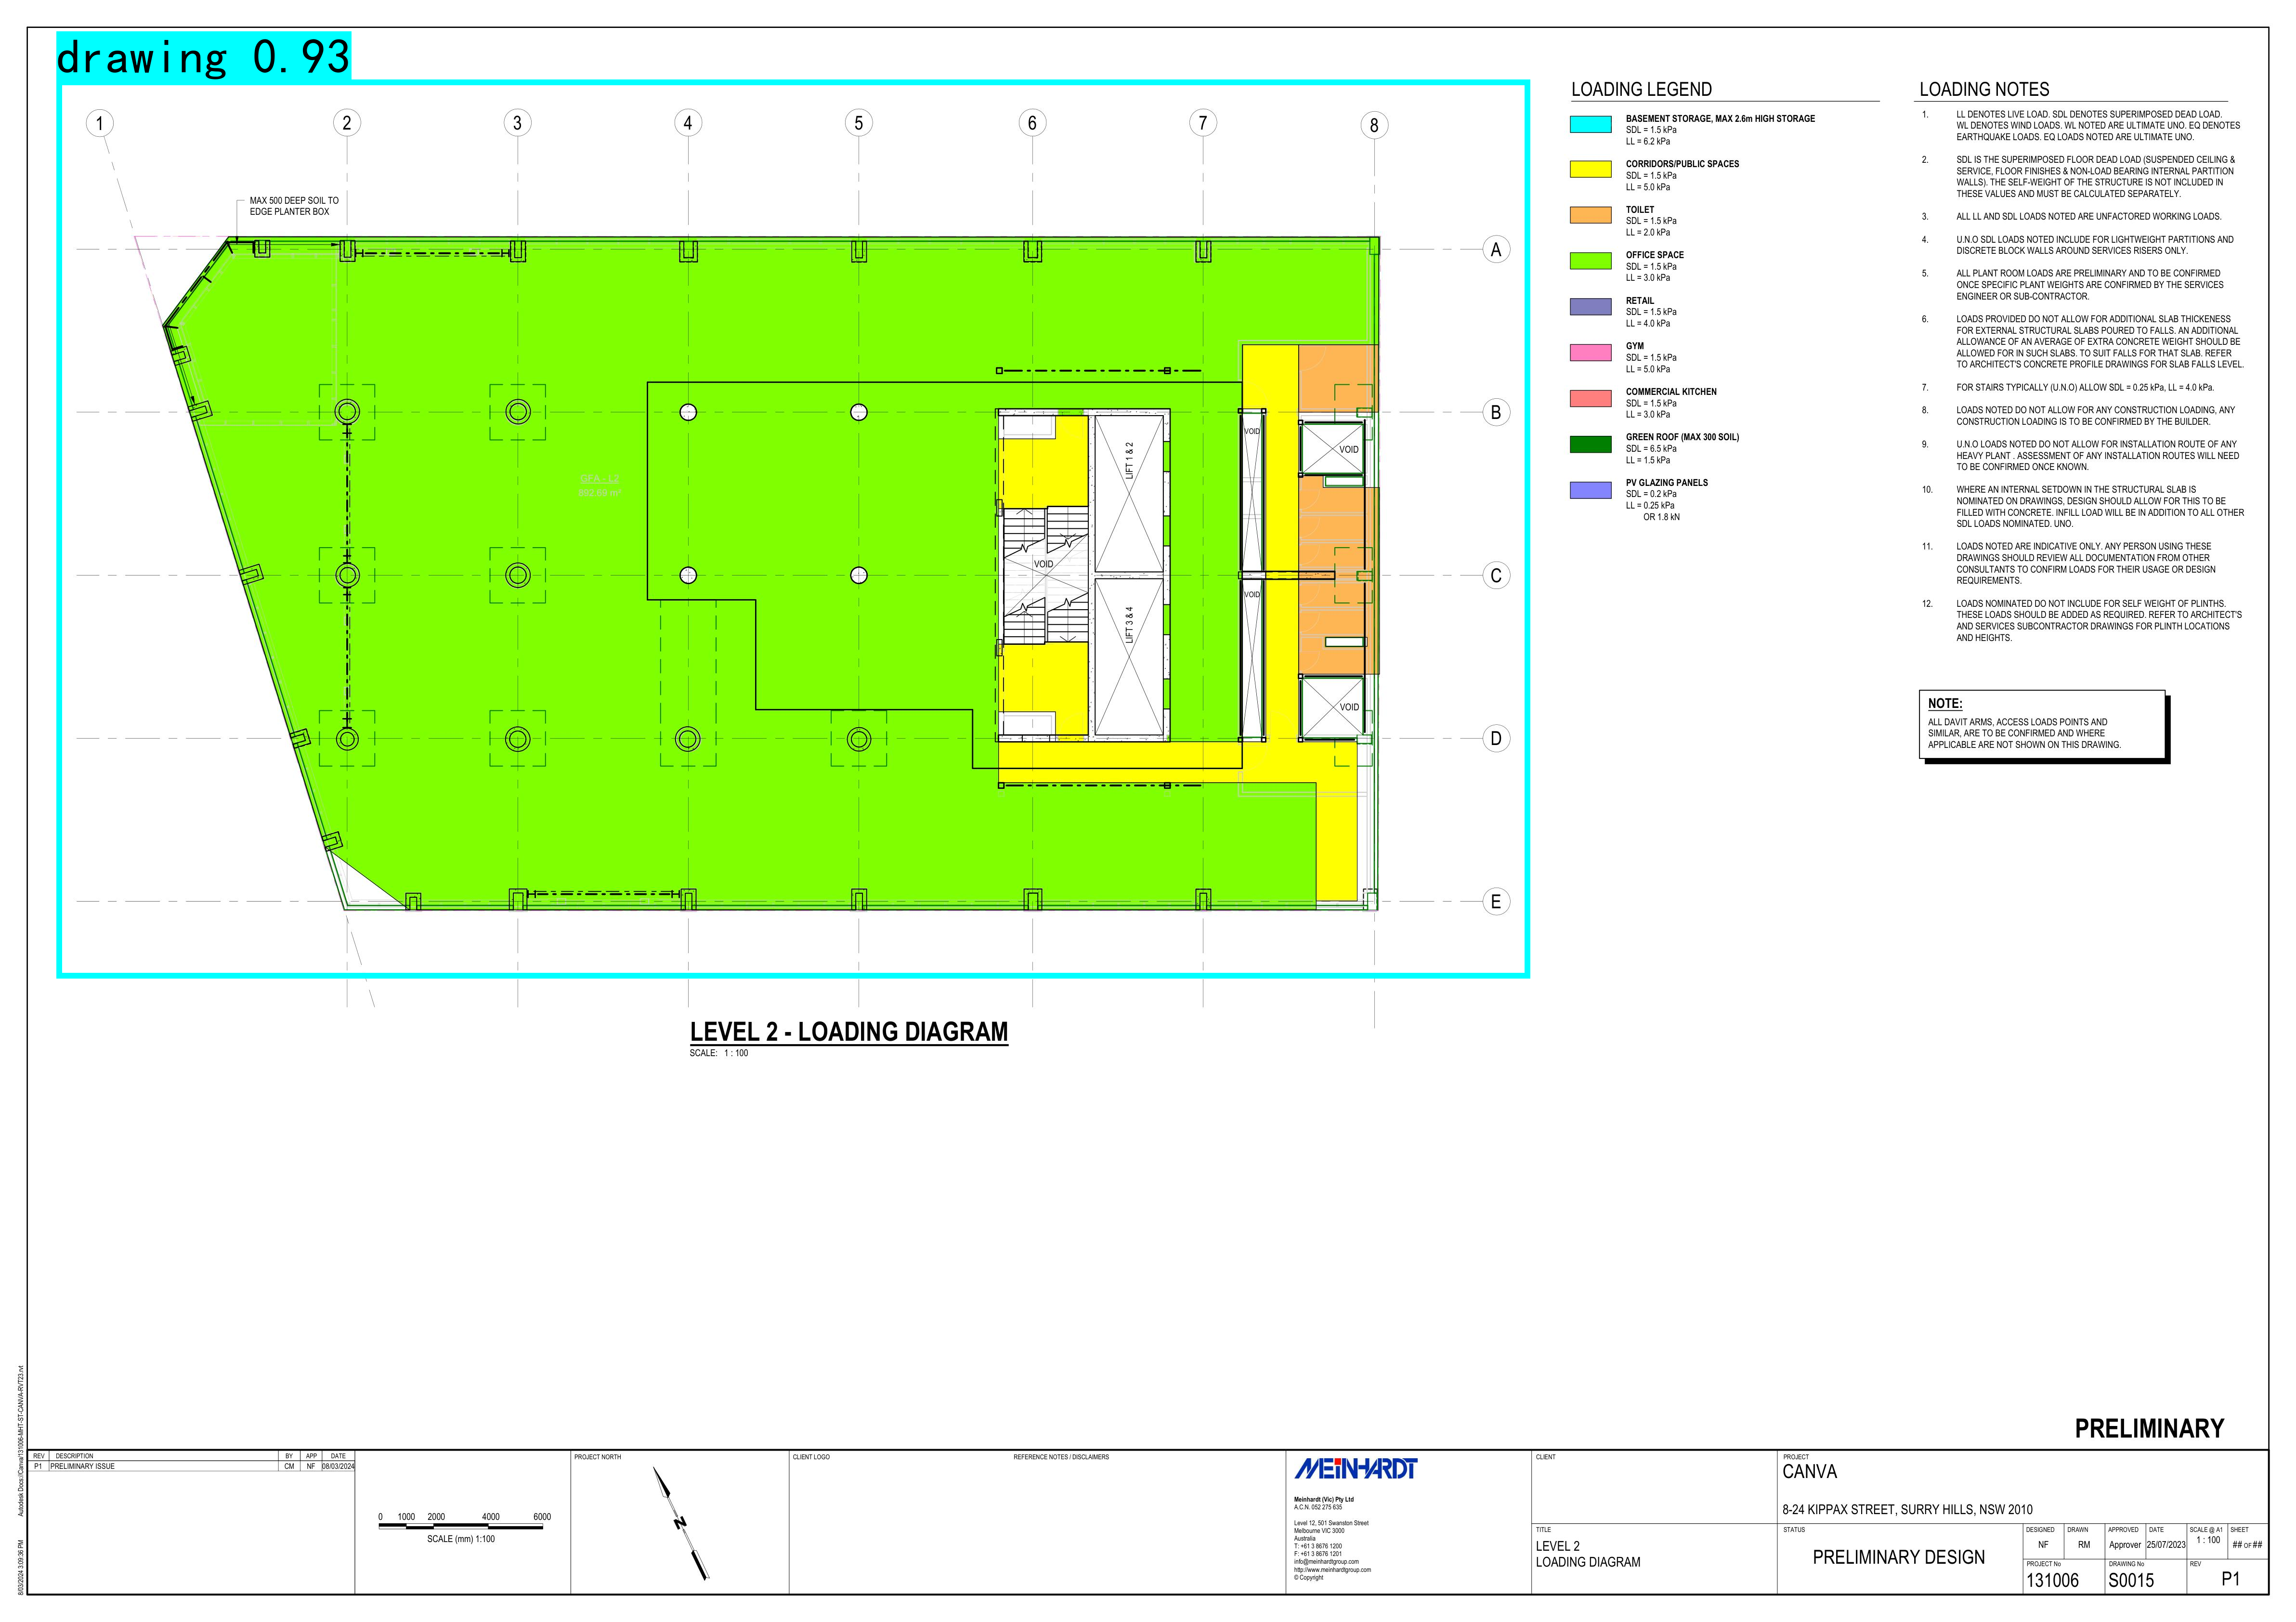 drawing 0.93
1
2
3
4
5
6
7
8
MAX 500 DEEP SOIL TO
EDGE PLANTER BOX
A
B
C
D
E
GFA - L2
LIFT 1 & 2
LIFT 3 & 4
VOID
VOID
VOID
VOID
VOID
LEVEL 2 - LOADING DIAGRAM
SCALE: 1 : 100
LOADING LEGEND
BASEMENT STORAGE, MAX 2.6m HIGH STORAGE
SDL = 1.5 kPa
LL = 6.2 kPa
CORRIDORS/PUBLIC SPACES
SDL = 1.5 kPa
LL = 5.0 kPa
TOILET
SDL = 1.5 kPa
LL = 2.0 kPa
OFFICE SPACE
SDL = 1.5 kPa
LL = 3.0 kPa
RETAIL
SDL = 1.5 kPa
LL = 4.0 kPa
GYM
SDL = 1.5 kPa
LL = 5.0 kPa
COMMERCIAL KITCHEN
SDL = 1.5 kPa
LL = 3.0 kPa
GREEN ROOF (MAX 300 SOIL)
SDL = 6.5 kPa
LL = 1.5 kPa
PV GLAZING PANELS
SDL = 0.2 kPa
LL = 0.25 kPa
OR 1.8 kN
LOADING NOTES
1. LL DENOTES LIVE LOAD. SDL DENOTES SUPERIMPOSED DEAD LOAD.
WL DENOTES WIND LOADS. WL NOTED ARE ULTIMATE UNO. EQ DENOTES
EARTHQUAKE LOADS. EQ LOADS NOTED ARE ULTIMATE UNO.
2. SDL IS THE SUPERIMPOSED FLOOR DEAD LOAD (SUSPENDED CEILING &
SERVICE, FLOOR FINISHES & NON-LOAD BEARING INTERNAL PARTITION
WALLS). THE SELF-WEIGHT OF THE STRUCTURE IS NOT INCLUDED IN
THESE VALUES AND MUST BE CALCULATED SEPARATELY.
3. ALL LL AND SDL LOADS NOTED ARE UNFACTORED WORKING LOADS.
4. U.N.O SDL LOADS NOTED INCLUDE FOR LIGHTWEIGHT PARTITIONS AND
DISCRETE BLOCK WALLS AROUND SERVICES RISERS ONLY.
5. ALL PLANT ROOM LOADS ARE PRELIMINARY AND TO BE CONFIRMED
ONCE SPECIFIC PLANT WEIGHTS ARE CONFIRMED BY THE SERVICES
ENGINEER OR SUB-CONTRACTOR.
6. LOADS PROVIDED DO NOT ALLOW FOR ADDITIONAL SLAB THICKNESS
FOR EXTERNAL STRUCTURAL SLABS POURED TO FALLS. AN ADDITIONAL
ALLOWANCE OF AN AVERAGE OF EXTRA CONCRETE WEIGHT SHOULD BE
ALLOWED FOR IN SUCH SLABS. TO SUIT FALLS FOR THAT SLAB. REFER
TO ARCHITECT'S CONCRETE PROFILE DRAWINGS FOR SLAB FALLS LEVEL.
7. FOR STAIRS TYPICALLY (U.N.O) ALLOW SDL = 0.25 kPa, LL = 4.0 kPa.
8. LOADS NOTED DO NOT ALLOW FOR ANY CONSTRUCTION LOADING, ANY
CONSTRUCTION LOADING IS TO BE CONFIRMED BY THE BUILDER.
9. U.N.O LOADS NOTED DO NOT ALLOW FOR INSTALLATION ROUTE OF ANY
HEAVY PLANT . ASSESSMENT OF ANY INSTALLATION ROUTES WILL NEED
TO BE CONFIRMED ONCE KNOWN.
10. WHERE AN INTERNAL SETDOWN IN THE STRUCTURAL SLAB IS
NOMINATED ON DRAWINGS, DESIGN SHOULD ALLOW FOR THIS TO BE
FILLED WITH CONCRETE. INFILL LOAD WILL BE IN ADDITION TO ALL OTHER
SDL LOADS NOMINATED. UNO.
11. LOADS NOTED ARE INDICATIVE ONLY. ANY PERSON USING THESE
DRAWINGS SHOULD REVIEW ALL DOCUMENTATION FROM OTHER
CONSULTANTS TO CONFIRM LOADS FOR THEIR USAGE OR DESIGN
REQUIREMENTS.
12. LOADS NOMINATED DO NOT INCLUDE FOR SELF WEIGHT OF PLINTHS.
THESE LOADS SHOULD BE ADDED AS REQUIRED. REFER TO ARCHITECT'S
AND SERVICES SUBCONTRACTOR DRAWINGS FOR PLINTH LOCATIONS
AND HEIGHTS.
NOTE:
ALL DAVIT ARMS, ACCESS LOADS POINTS AND
SIMILAR, ARE TO BE CONFIRMED AND WHERE
APPLICABLE ARE NOT SHOWN ON THIS DRAWING.
PRELIMINARY
8/03/2024 3:09:36 PM Autodesk Docs://Canva/131006-MHT-ST-CANVA-RVT23.rvt
REV DESCRIPTION BY APP DATE
P1 PRELIMINARY ISSUE CM NF 08/03/2024
0 1000 2000 4000 6000
SCALE (mm) 1:100
PROJECT NORTH
N
CLIENT LOGO
REFERENCE NOTES / DISCLAIMERS
MEINHARDT
Meinhardt (Vic) Pty Ltd
A.C.N. 052 275 635
Level 12, 501 Swanston Street
Melbourne VIC 3000
Australia
T: +61 3 8676 1200
F: +61 3 8676 1201
info@meinhardtgroup.com
http://www.meinhardtgroup.com
© Copyright
CLIENT
TITLE
LEVEL 2
LOADING DIAGRAM
PROJECT
CANVA
8-24 KIPPAX STREET, SURRY HILLS, NSW 2010
STATUS
PRELIMINARY DESIGN
DESIGNED DRAWN APPROVED DATE SCALE @ A1 SHEET
NF RM Approver 25/07/2023 1 : 100 ## OF ##
PROJECT No DRAWING No REV
131006 S0015 P1